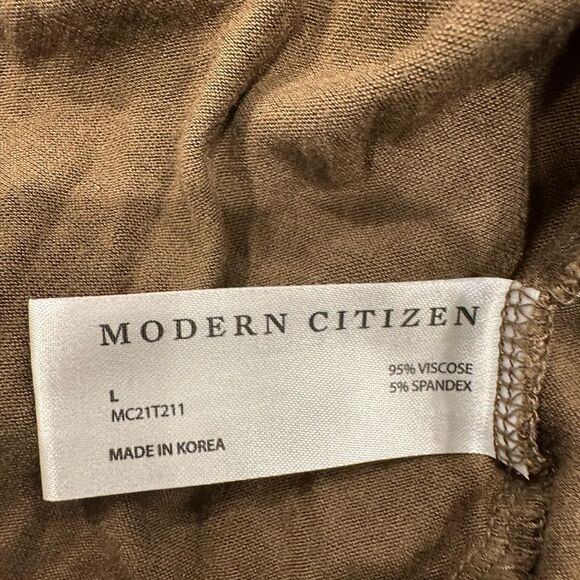 MODERN CITIZEN
L
MC21T211
MADE IN KOREA
95% VISCOSE
5% SPANDEX